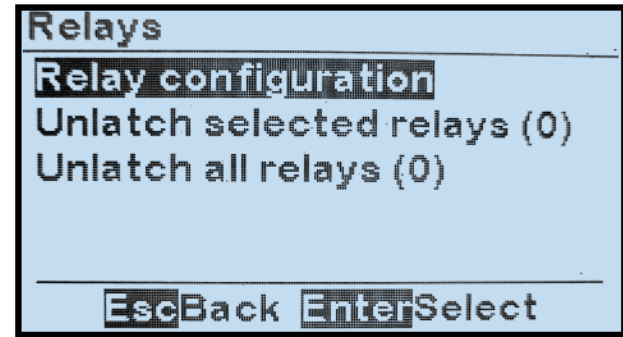 Relays
Relay configuration
Unlatch selected relays (0)
Unlatch all relays (0)
EscBack EnterSelect